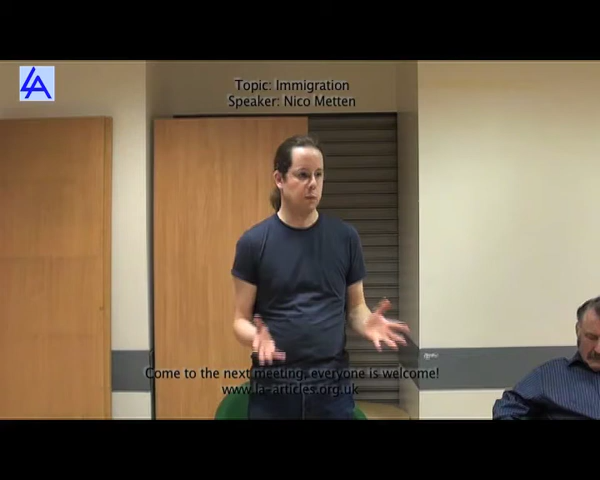 LA
Topic: Immigration
Speaker: Nico Metten
Come to the next meeting, everyone is welcome!
www.la-articles.org.uk